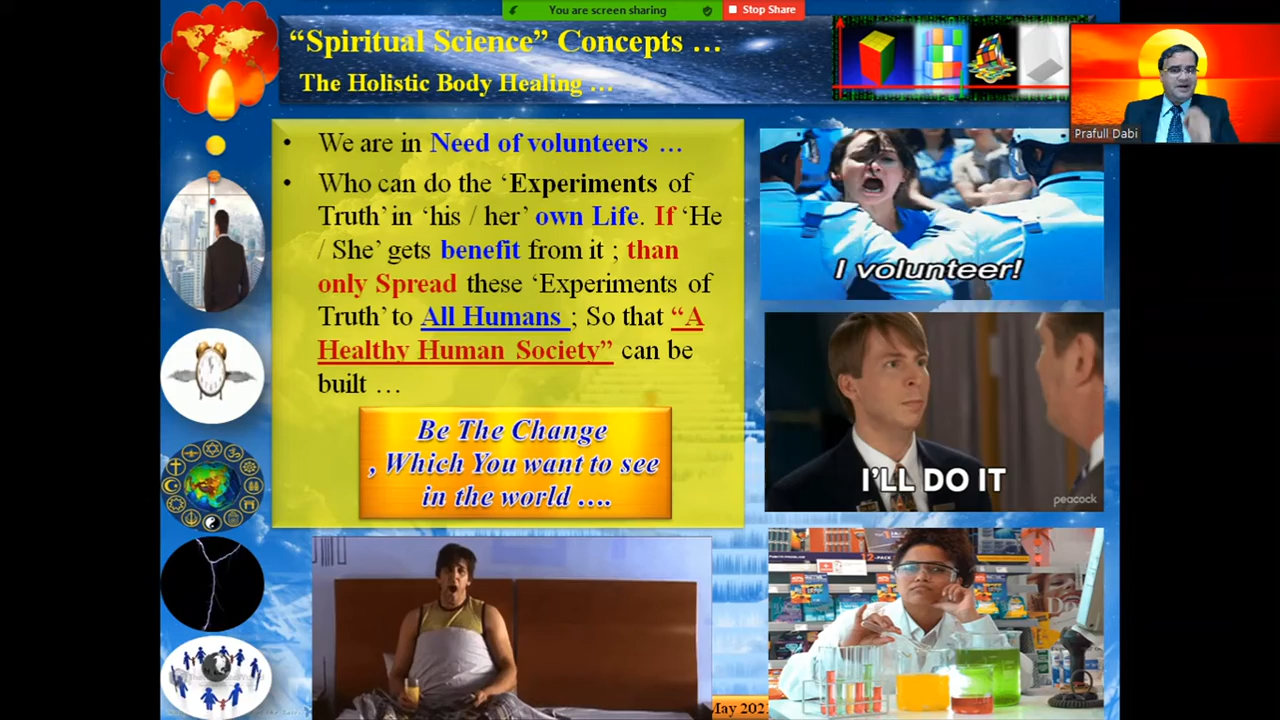 You are screen sharing
Stop Share
“Spiritual Science” Concepts …
The Holistic Body Healing …
Prafull Dabi
• We are in Need of volunteers …
• Who can do the ‘Experiments of
Truth’ in ‘his / her’ own Life. If ‘He
/ She’ gets benefit from it ; than
only Spread these ‘Experiments of
Truth’ to All Humans ; So that “A
Healthy Human Society” can be
built …
Be The Change
, Which You want to see
in the world ….
I volunteer!
I'LL DO IT
peacock
May 202